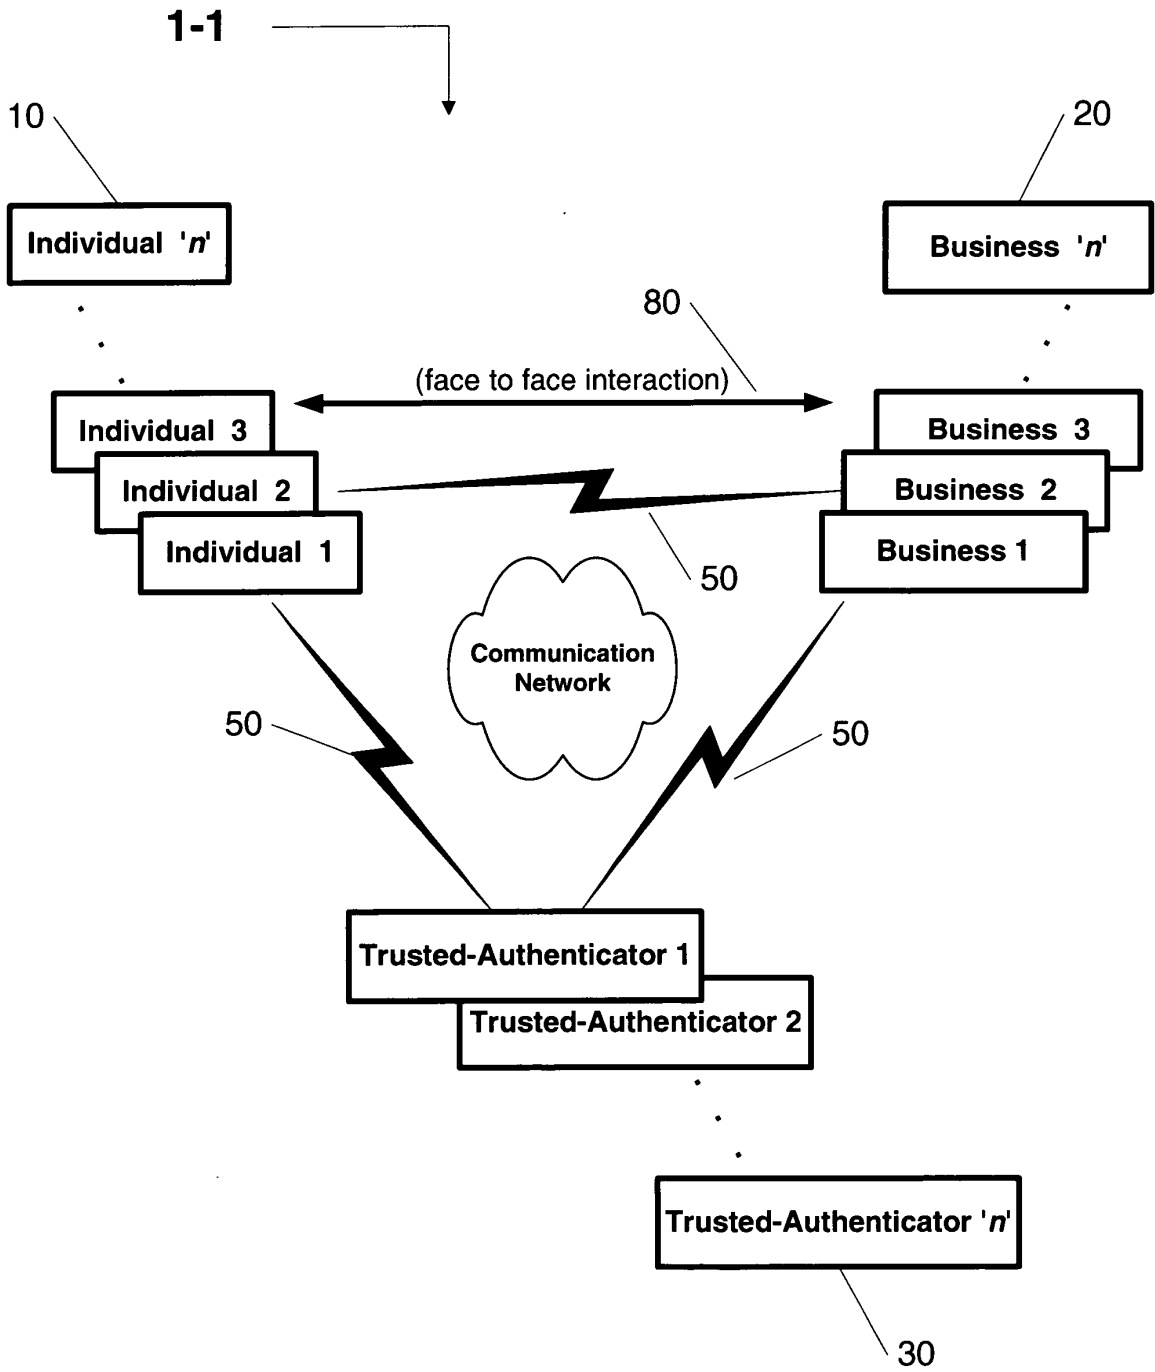 1-1
10
20
Individual 'n'
Business 'n'
80
(face to face interaction)
Individual 3
Business 3
Individual 2
Business 2
Individual 1
Business 1
50
Communication
Network
50
50
Trusted-Authenticator 1
Trusted-Authenticator 2
Trusted-Authenticator 'n'
30